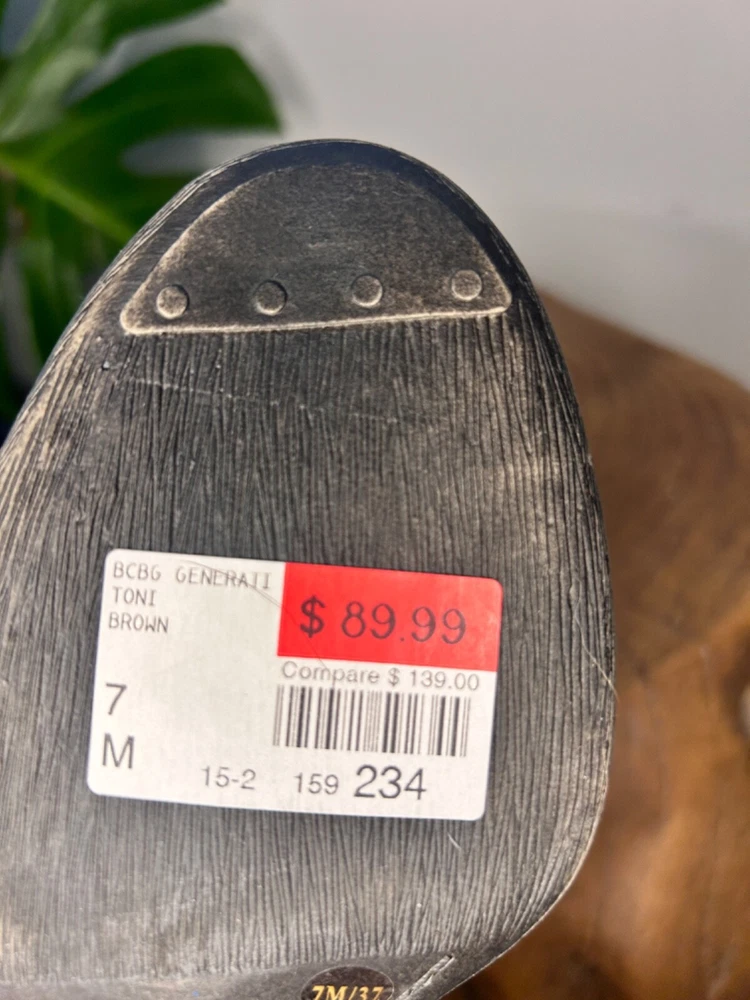 BCBG GENERATI
TONI
BROWN
$ 89.99
Compare $ 139.00
7
M
15-2 159 234
7M/37